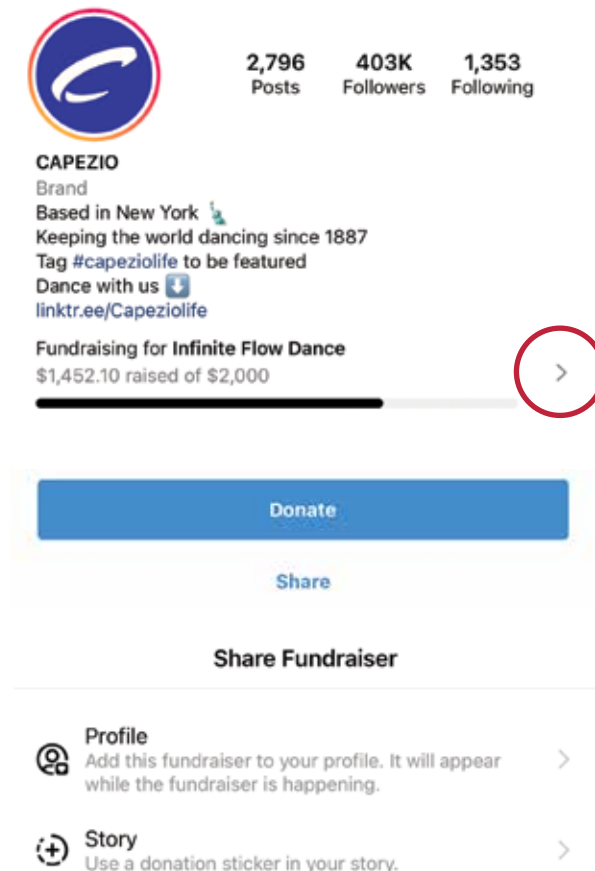 2,796 403K 1,353
Posts Followers Following
CAPEZIO
Brand
Based in New York
Keeping the world dancing since 1887
Tag #capeziolife to be featured
Dance with us
linktr.ee/Capeziolife
Fundraising for Infinite Flow Dance
$1,452.10 raised of $2,000
Donate
Share
Share Fundraiser
Profile
Add this fundraiser to your profile. It will appear
while the fundraiser is happening.
Story
Use a donation sticker in your story.